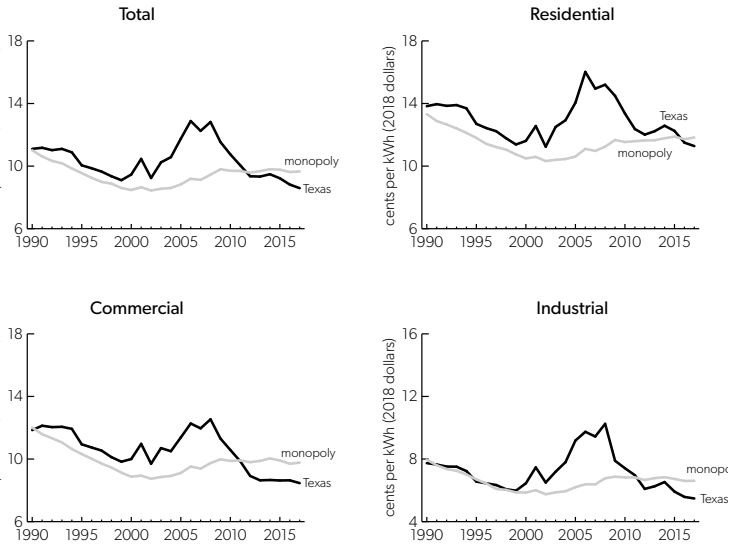 Total
18
14
10
6
monopoly
Texas
1990 1995 2000 2005 2010 2015
Residential
cents per kWh (2018 dollars)
18
14
10
6
Texas
monopoly
1990 1995 2000 2005 2010 2015
Commercial
18
14
10
6
monopoly
Texas
1990 1995 2000 2005 2010 2015
Industrial
cents per kWh (2018 dollars)
16
12
8
4
monopo
Texas
1990 1995 2000 2005 2010 2015